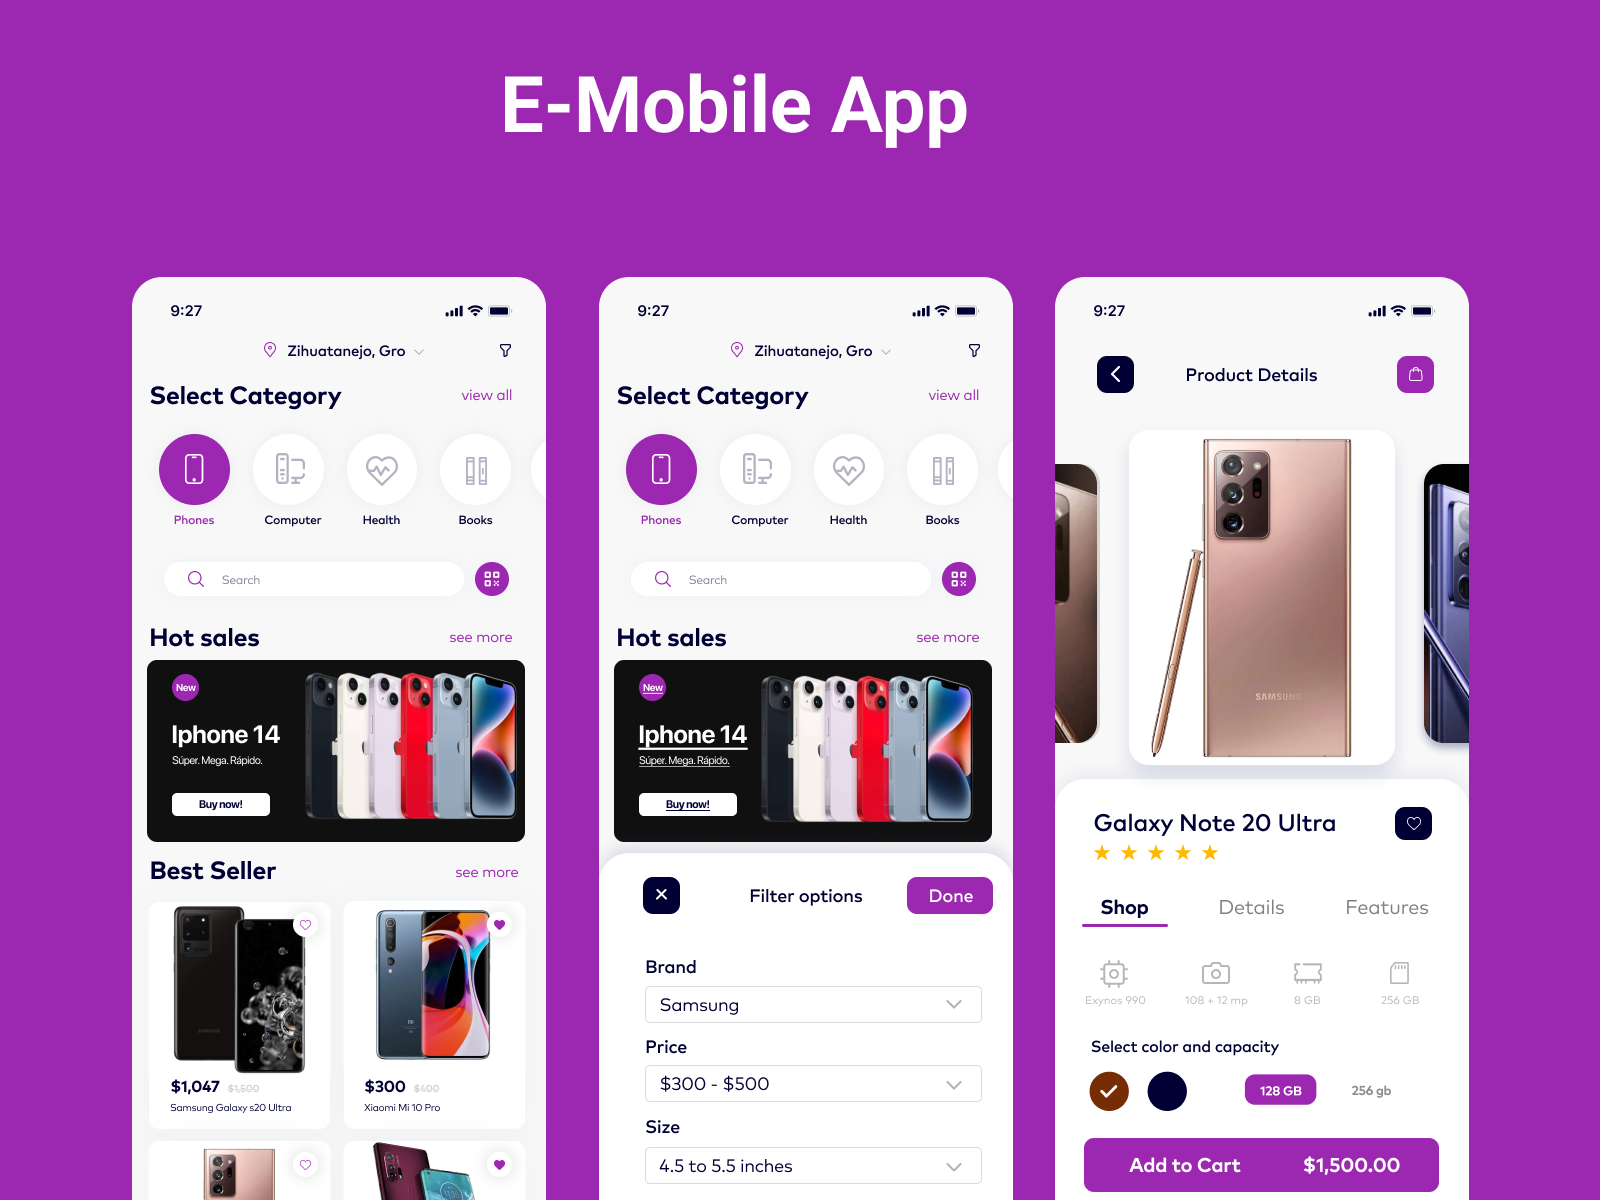 E-Mobile App
9:27
Zihuatanejo, Gro
Select Category
view all
Phones
Computer
Health
Books
Search
Hot sales
see more
New
Iphone 14
Súper. Mega. Rápido.
Buy now!
Best Seller
see more
SAMSUNG
$1,047 $1,500
Samsung Galaxy s20 Ultra
$300 $400
Xiaomi Mi 10 Pro
9:27
Zihuatanejo, Gro
Select Category
view all
Phones
Computer
Health
Books
Search
Hot sales
see more
New
Iphone 14
Súper. Mega. Rápido.
Buy now!
Filter options
Done
Brand
Samsung
Price
$300 - $500
Size
4.5 to 5.5 inches
9:27
Product Details
SAMSUNG
Galaxy Note 20 Ultra
Shop
Details
Features
Exynos 990
108 + 12 mp
8 GB
256 GB
Select color and capacity
128 GB
256 gb
Add to Cart
$1,500.00